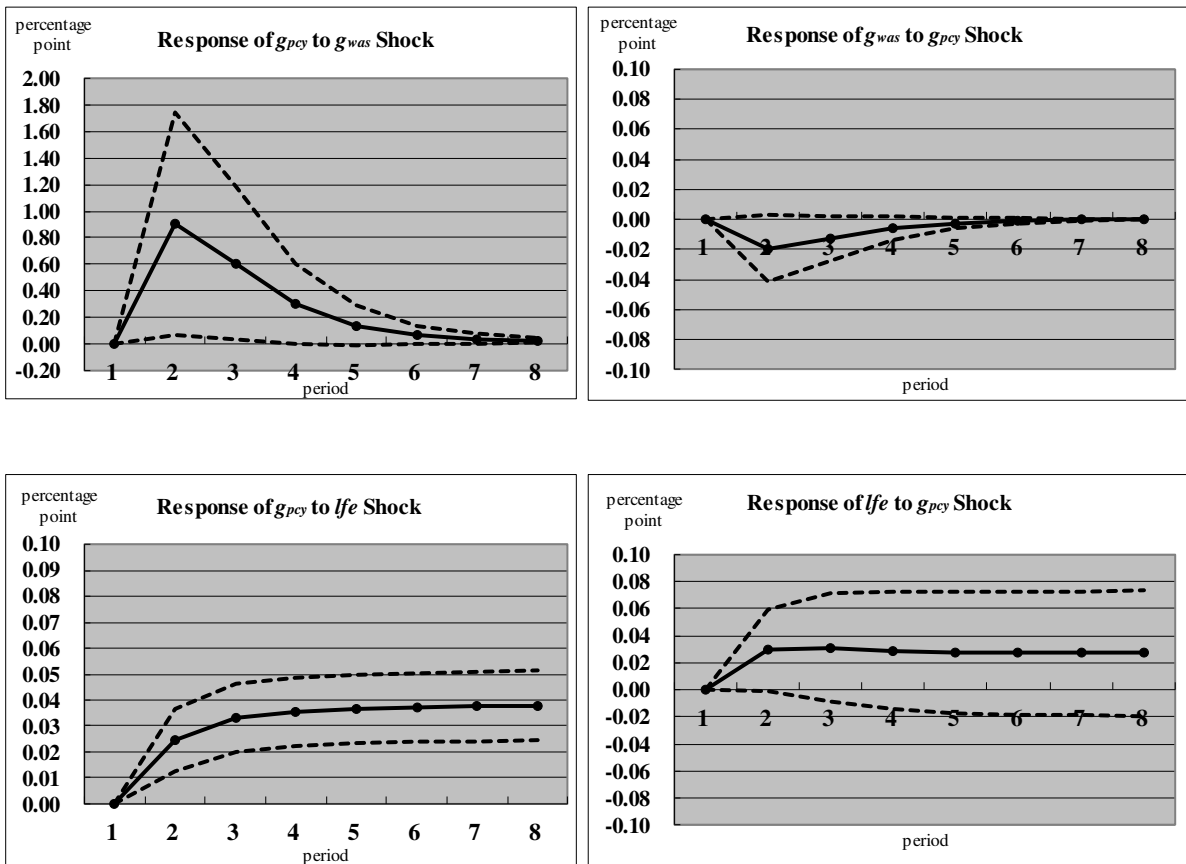 percentage
point
Response of gpcy to gwas Shock
2.00
1.80
1.60
1.40
1.20
1.00
0.80
0.60
0.40
0.20
0.00
-0.20
1 2 3 4 5 6 7 8
period
percentage
point
Response of gwas to gpcy Shock
0.10
0.08
0.06
0.04
0.02
0.00
-0.02
-0.04
-0.06
-0.08
-0.10
1 2 3 4 5 6 7 8
period
percentage
point
Response of gpcy to lfe Shock
0.10
0.09
0.08
0.07
0.06
0.05
0.04
0.03
0.02
0.01
0.00
1 2 3 4 5 6 7 8
period
percentage
point
Response of lfe to gpcy Shock
0.10
0.08
0.06
0.04
0.02
0.00
-0.02
-0.04
-0.06
-0.08
-0.10
1 2 3 4 5 6 7 8
period